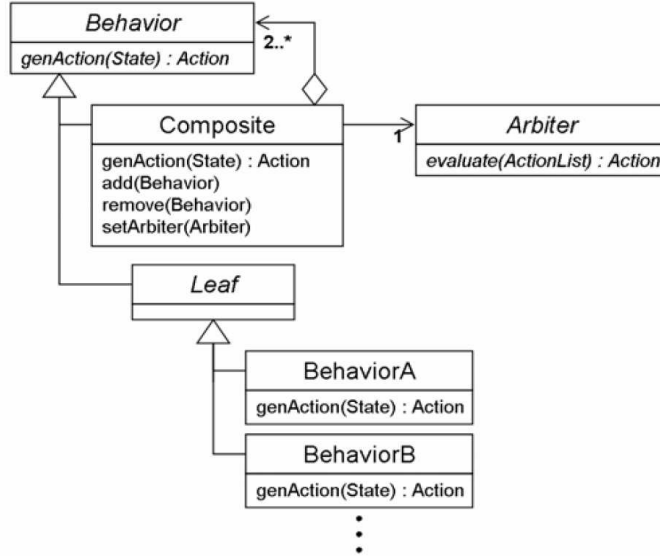 Behavior
genAction(State) : Action
2..*
Composite
genAction(State) : Action
add(Behavior)
remove(Behavior)
setArbiter(Arbiter)
1
Arbiter
evaluate(ActionList) : Action
Leaf
BehaviorA
genAction(State) : Action
BehaviorB
genAction(State) : Action